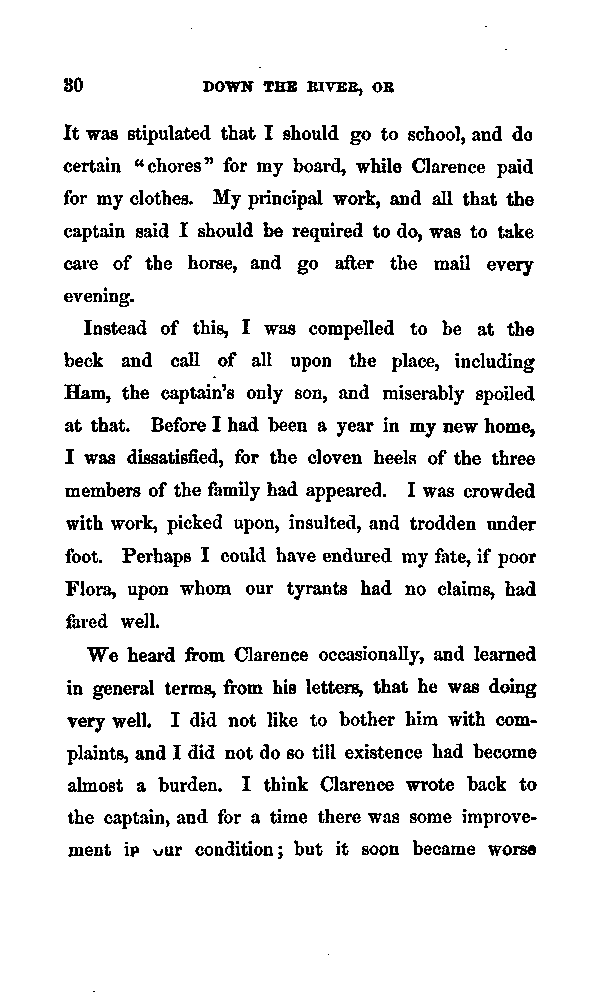 30 DOWN THE RIVER, OR
It was stipulated that I should go to school, and do
certain "chores" for my board, while Clarence paid
for my clothes. My principal work, and all that the
captain said I should be required to do, was to take
care of the horse, and go after the mail every
evening.
Instead of this, I was compelled to be at the
beck and call of all upon the place, including
Ham, the captain's only son, and miserably spoiled
at that. Before I had been a year in my new home,
I was dissatisfied, for the cloven heels of the three
members of the family had appeared. I was crowded
with work, picked upon, insulted, and trodden under
foot. Perhaps I could have endured my fate, if poor
Flora, upon whom our tyrants had no claims, had
fared well.
We heard from Clarence occasionally, and learned
in general terms, from his letters, that he was doing
very well. I did not like to bother him with com-
plaints, and I did not do so till existence had become
almost a burden. I think Clarence wrote back to
the captain, and for a time there was some improve-
ment in our condition; but it soon became worse